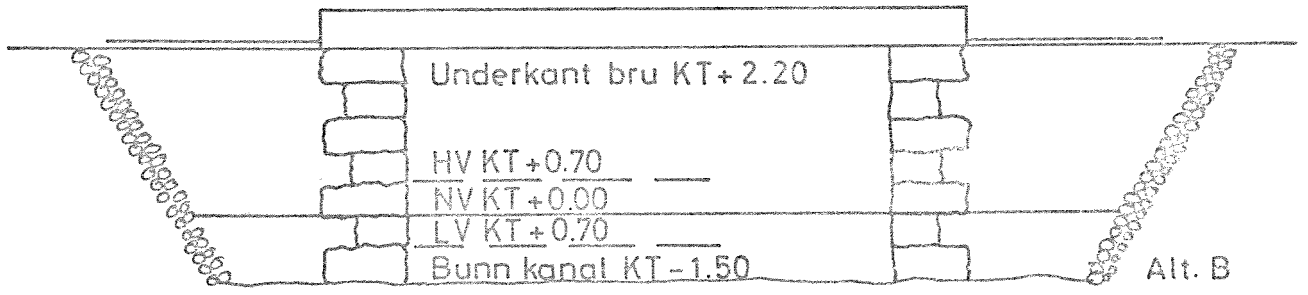 Underkant bru KT+2.20
HV KT+0.70
NV KT+0.00
LV KT+0.70
Bunn kanal KT-1.50
Alt. B